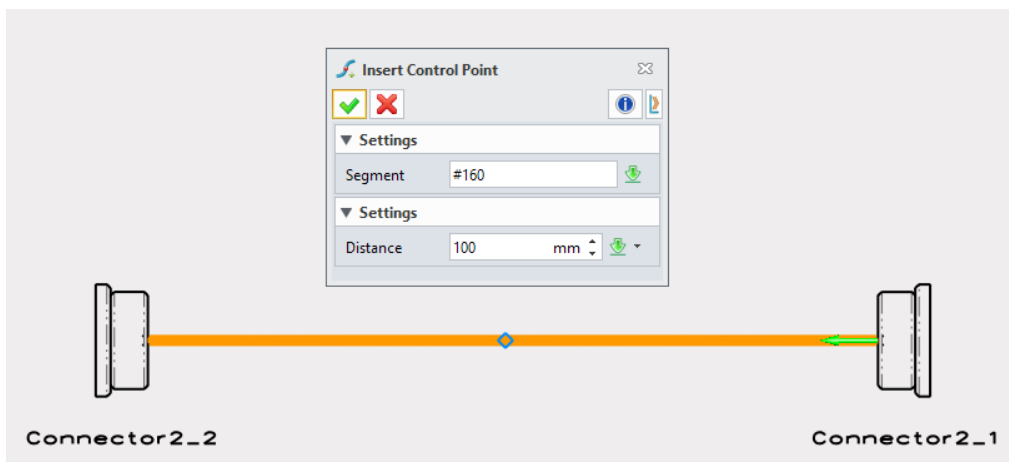 Insert Control Point
Settings
Segment #160
Settings
Distance 100 mm
Connector2_2 Connector2_1